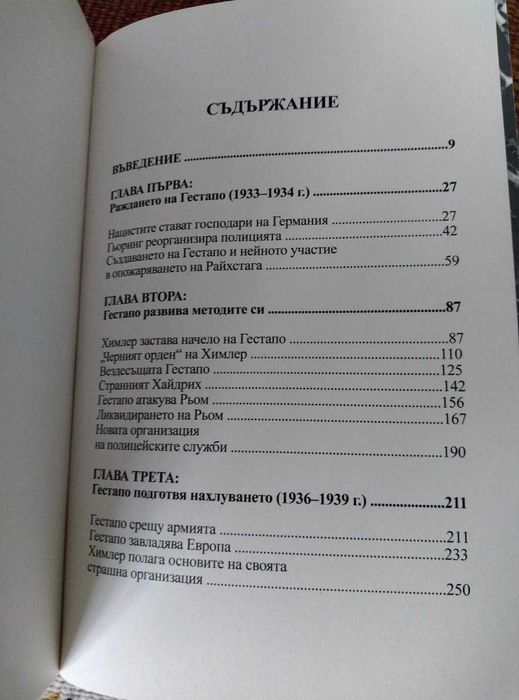 СЪДЪРЖАНИЕ
ВЪВЕДЕНИЕ ........................................................................ 9
ГЛАВА ПЪРВА:
Раждането на Гестапо (1933–1934 г.) ................................. 27
Нацистите стават господари на Германия ........................ 27
Гьоринг реорганизира полицията ................................... 42
Създаването на Гестапо и нейното участие
в опожаряването на Райхстага ........................................ 59
ГЛАВА ВТОРА:
Гестапо развива методите си ............................................. 87
Химлер застава начело на Гестапо ................................. 87
„Черният орден“ на Химлер .......................................... 110
Вездесъщата Гестапо ................................................... 125
Странният Хайдрих ..................................................... 142
Гестапо атакува Рьом .................................................. 156
Ликвидирането на Рьом ................................................ 167
Новата организация
на полицейските служби .............................................. 190
ГЛАВА ТРЕТА:
Гестапо подготвя нахлуването (1936–1939 г.) .................... 211
Гестапо срещу армията ................................................ 211
Гестапо завладява Европа ............................................ 233
Химлер полага основите на своята
страшна организация ................................................... 250